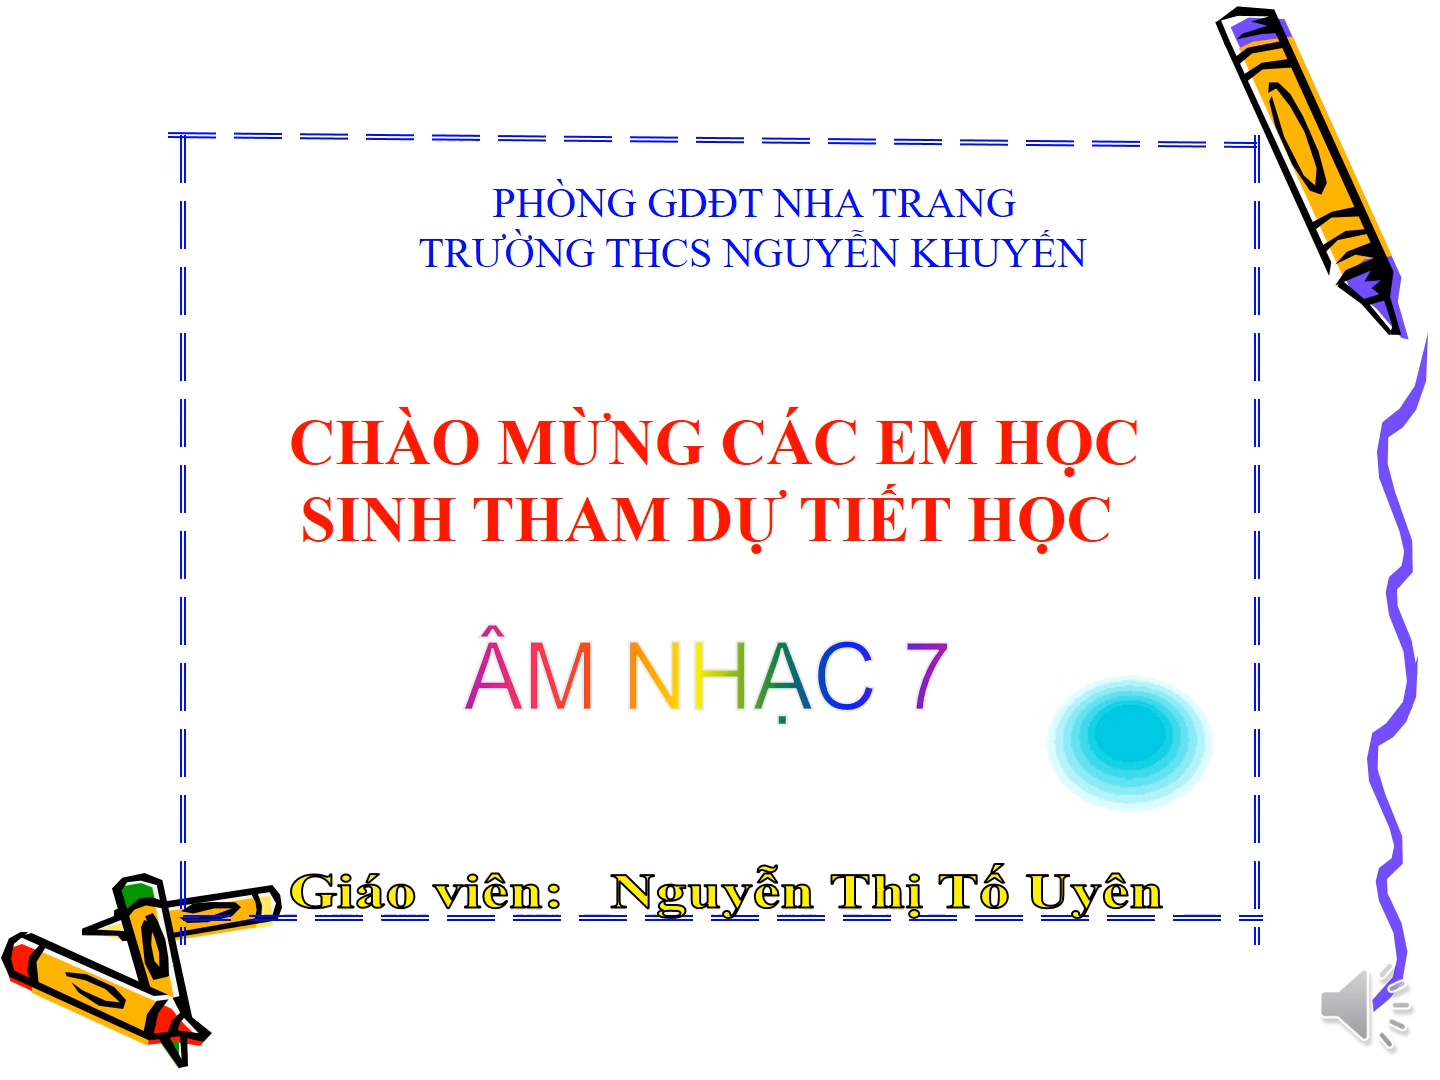 PHÒNG GDĐT NHA TRANG
TRƯỜNG THCS NGUYỄN KHUYẾN
CHÀO MỪNG CÁC EM HỌC
SINH THAM DỰ TIẾT HỌC
ÂM NHẠC 7
Giáo viên: Nguyễn Thị Tố Uyên